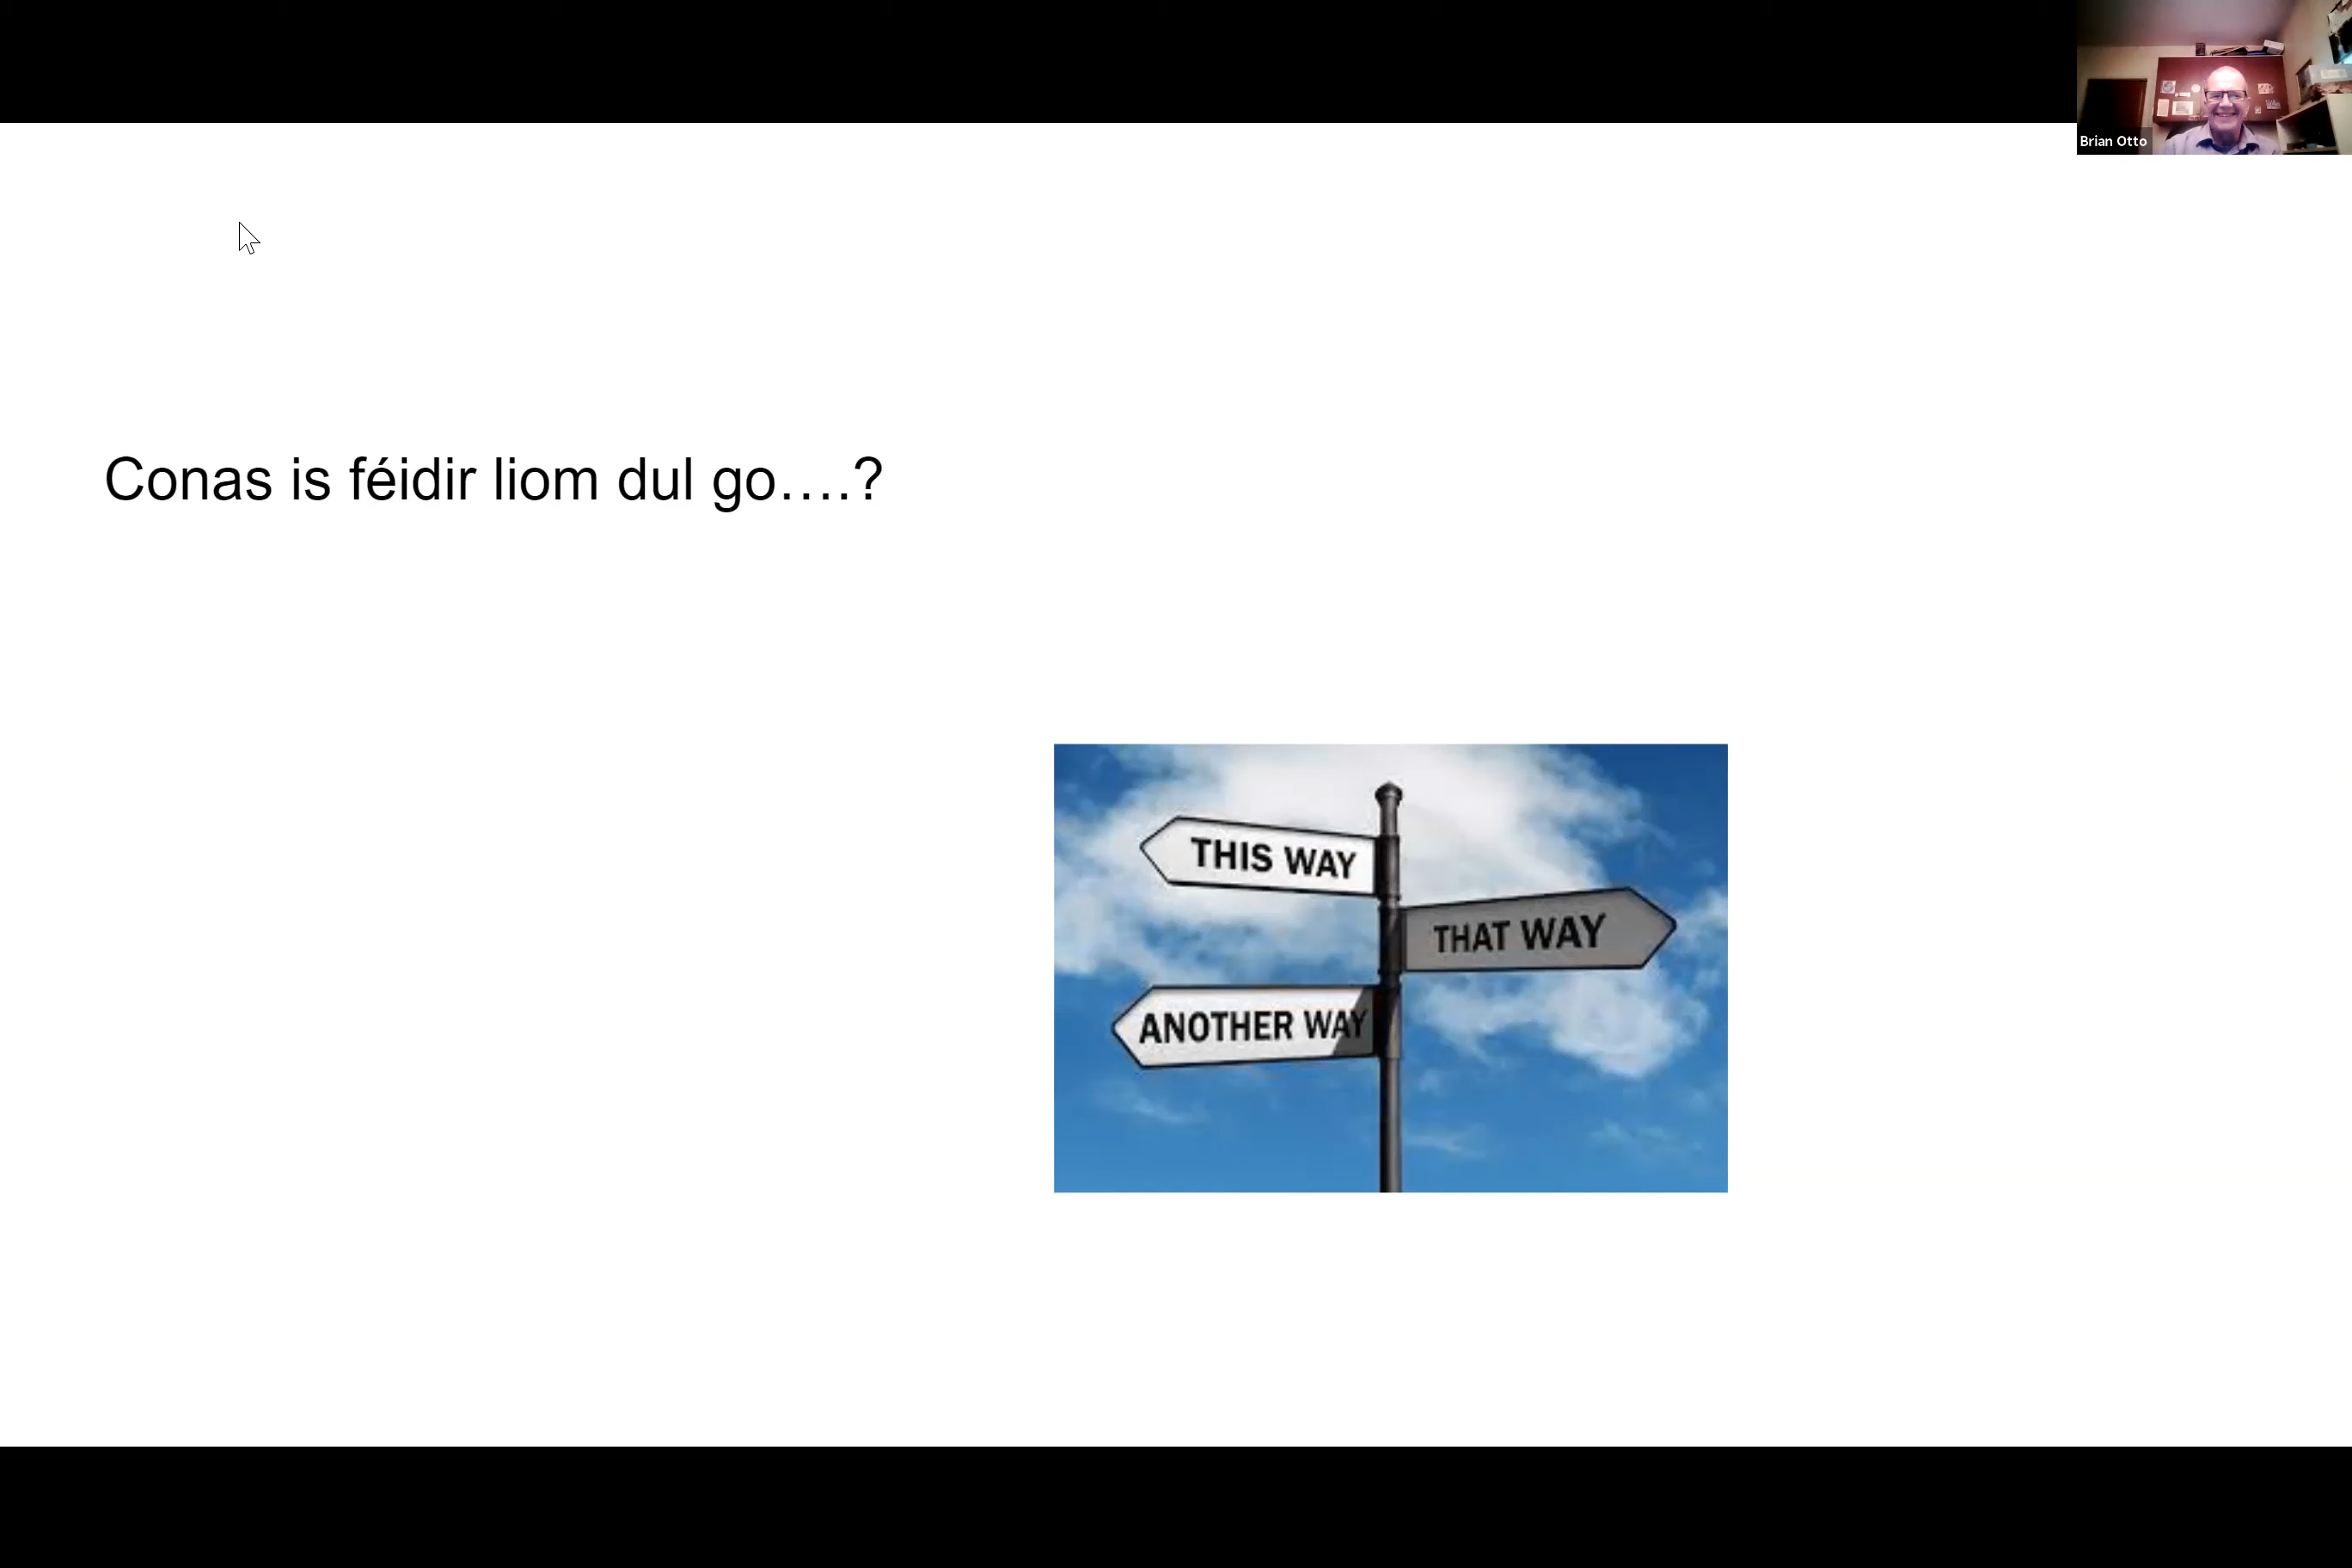 Brian Otto
Conas is féidir liom dul go….?
THIS WAY
THAT WAY
ANOTHER WAY